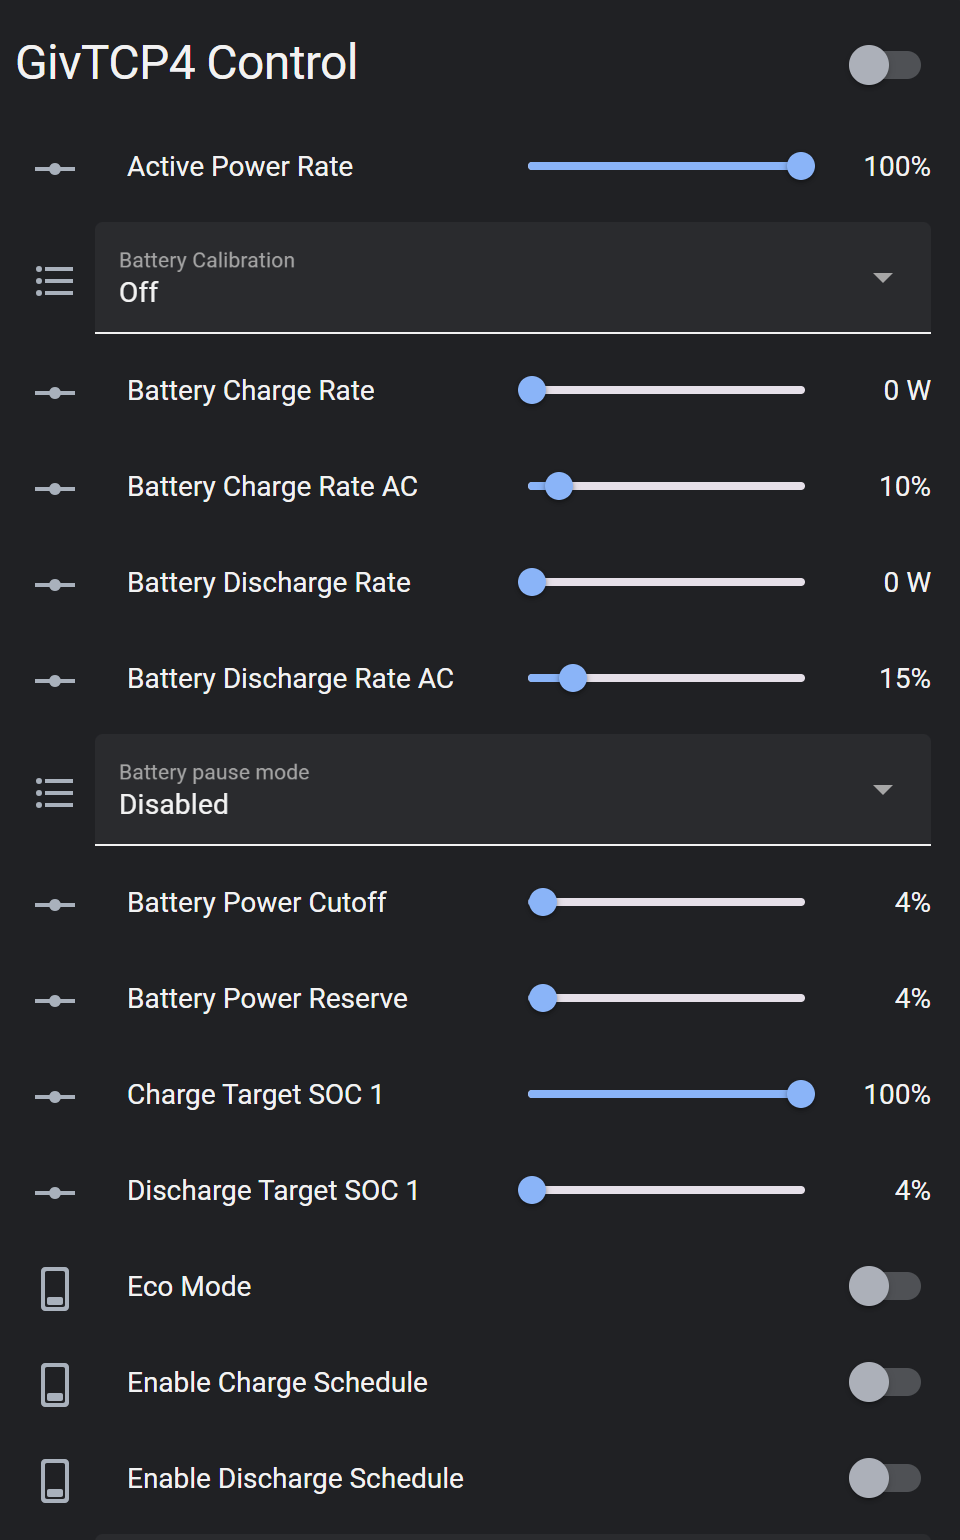 GivTCP4 Control
Active Power Rate 100%
Battery Calibration
Off
Battery Charge Rate 0 W
Battery Charge Rate AC 10%
Battery Discharge Rate 0 W
Battery Discharge Rate AC 15%
Battery pause mode
Disabled
Battery Power Cutoff 4%
Battery Power Reserve 4%
Charge Target SOC 1 100%
Discharge Target SOC 1 4%
Eco Mode
Enable Charge Schedule
Enable Discharge Schedule